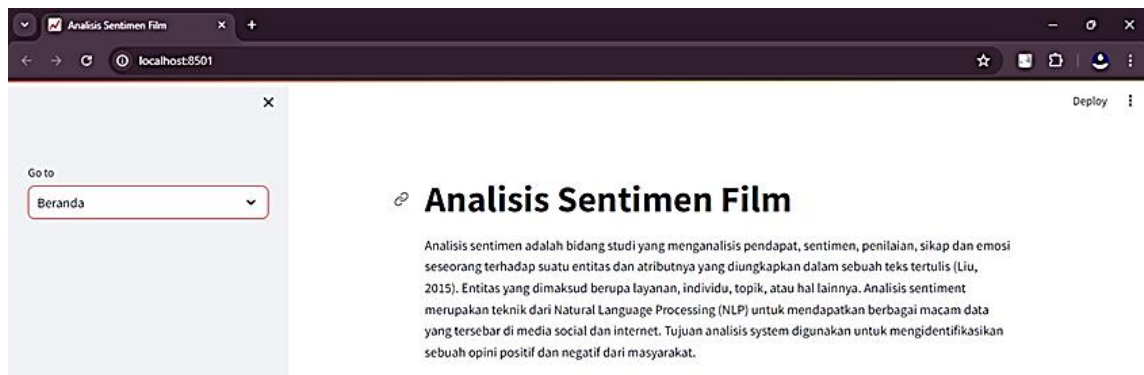 Analisis Sentimen Film
localhost:8501
Deploy
Go to
Beranda
Analisis Sentimen Film
Analisis sentimen adalah bidang studi yang menganalisis pendapat, sentimen, penilaian, sikap dan emosi
seseorang terhadap suatu entitas dan atributnya yang diungkapkan dalam sebuah teks tertulis (Liu,
2015). Entitas yang dimaksud berupa layanan, individu, topik, atau hal lainnya. Analisis sentiment
merupakan teknik dari Natural Language Processing (NLP) untuk mendapatkan berbagai macam data
yang tersebar di media social dan internet. Tujuan analisis system digunakan untuk mengidentifikasikan
sebuah opini positif dan negatif dari masyarakat.